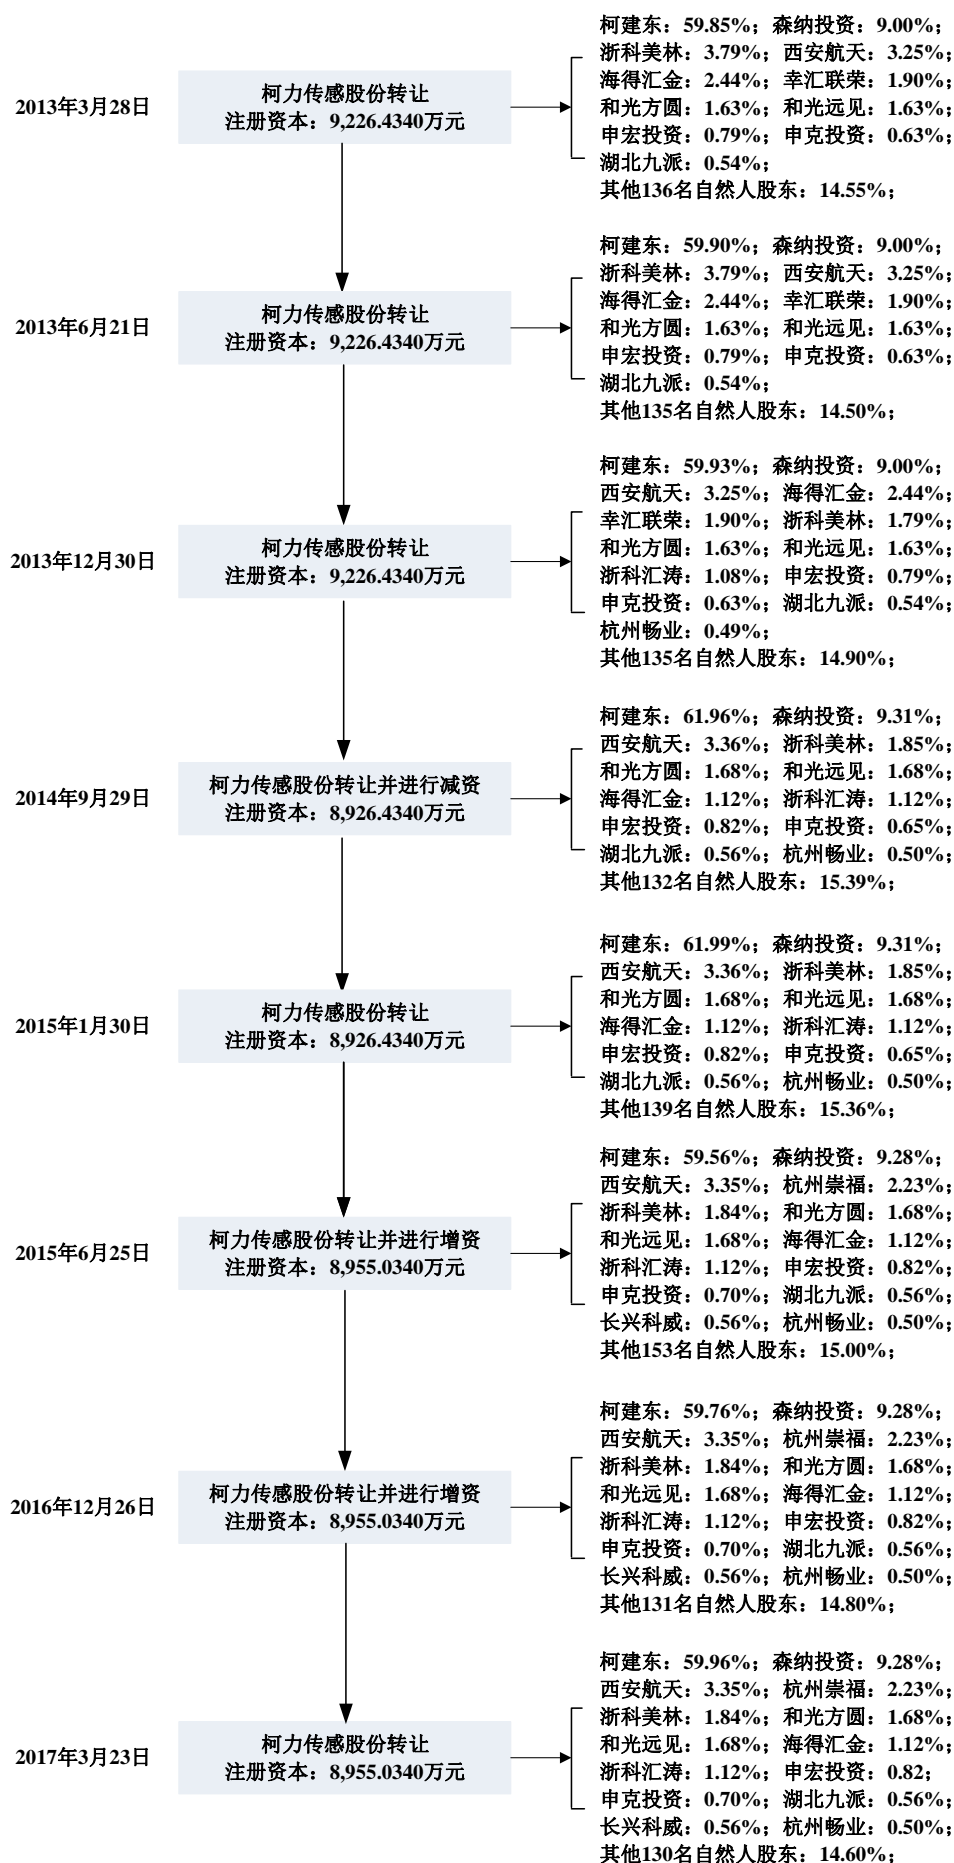 柯建东：59.85%；森纳投资：9.00%；
浙科美林：3.79%；西安航天：3.25%；
海得汇金：2.44%；幸汇联荣：1.90%；
2013年3月28日
柯力传感股份转让
注册资本：9,226.4340万元
和光方圆：1.63%；和光远见：1.63%；
申宏投资：0.79%；申克投资：0.63%；
湖北九派：0.54%；
其他136名自然人股东：14.55%；
柯建东：59.90%；森纳投资：9.00%；
浙科美林：3.79%；西安航天：3.25%；
海得汇金：2.44%；幸汇联荣：1.90%；
2013年6月21日
柯力传感股份转让
注册资本：9,226.4340万元
和光方圆：1.63%；和光远见：1.63%；
申宏投资：0.79%；申克投资：0.63%；
湖北九派：0.54%；
其他135名自然人股东：14.50%；
柯建东：59.93%；森纳投资：9.00%；
西安航天：3.25%；海得汇金：2.44%；
幸汇联荣：1.90%；浙科美林：1.79%；
2013年12月30日
柯力传感股份转让
注册资本：9,226.4340万元
和光方圆：1.63%；和光远见：1.63%；
浙科汇涛：1.08%；申宏投资：0.79%；
申克投资：0.63%；湖北九派：0.54%；
杭州畅业：0.49%；
其他135名自然人股东：14.90%；
柯建东：61.96%；森纳投资：9.31%；
西安航天：3.36%；浙科美林：1.85%；
和光方圆：1.68%；和光远见：1.68%；
2014年9月29日
柯力传感股份转让并进行减资
注册资本：8,926.4340万元
海得汇金：1.12%；浙科汇涛：1.12%；
申宏投资：0.82%；申克投资：0.65%；
湖北九派：0.56%；杭州畅业：0.50%；
其他132名自然人股东：15.39%；
柯建东：61.99%；森纳投资：9.31%；
西安航天：3.36%；浙科美林：1.85%；
和光方圆：1.68%；和光远见：1.68%；
2015年1月30日
柯力传感股份转让
注册资本：8,926.4340万元
海得汇金：1.12%；浙科汇涛：1.12%；
申宏投资：0.82%；申克投资：0.65%；
湖北九派：0.56%；杭州畅业：0.50%；
其他139名自然人股东：15.36%；
柯建东：59.56%；森纳投资：9.28%；
西安航天：3.35%；杭州崇福：2.23%；
浙科美林：1.84%；和光方圆：1.68%；
2015年6月25日
柯力传感股份转让并进行增资
注册资本：8,955.0340万元
和光远见：1.68%；海得汇金：1.12%；
浙科汇涛：1.12%；申宏投资：0.82%；
申克投资：0.70%；湖北九派：0.56%；
长兴科威：0.56%；杭州畅业：0.50%；
其他153名自然人股东：15.00%；
柯建东：59.76%；森纳投资：9.28%；
西安航天：3.35%；杭州崇福：2.23%；
浙科美林：1.84%；和光方圆：1.68%；
2016年12月26日
柯力传感股份转让并进行增资
注册资本：8,955.0340万元
和光远见：1.68%；海得汇金：1.12%；
浙科汇涛：1.12%；申宏投资：0.82%；
申克投资：0.70%；湖北九派：0.56%；
长兴科威：0.56%；杭州畅业：0.50%；
其他131名自然人股东：14.80%；
柯建东：59.96%；森纳投资：9.28%；
西安航天：3.35%；杭州崇福：2.23%；
浙科美林：1.84%；和光方圆：1.68%；
2017年3月23日
柯力传感股份转让
注册资本：8,955.0340万元
和光远见：1.68%；海得汇金：1.12%；
浙科汇涛：1.12%；申宏投资：0.82；
申克投资：0.70%；湖北九派：0.56%；
长兴科威：0.56%；杭州畅业：0.50%；
其他130名自然人股东：14.60%；